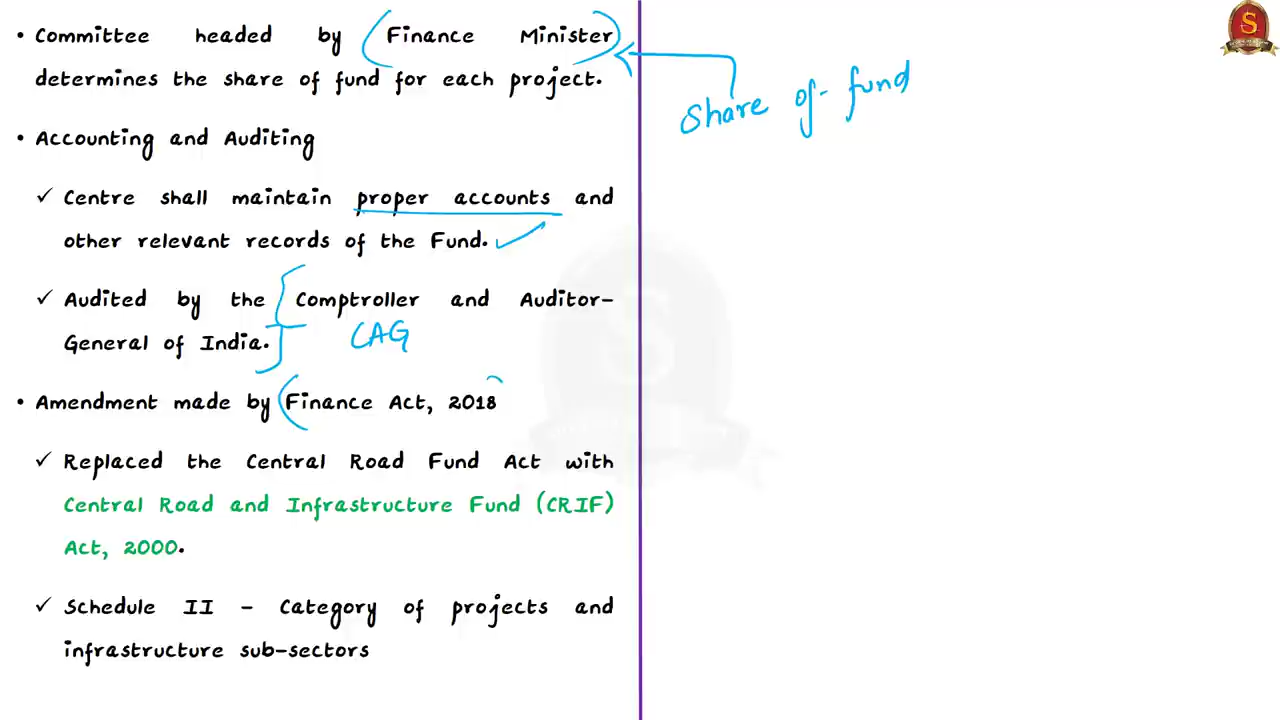 • Committee headed by (Finance Minister)
determines the share of fund for each project.
Share of fund
• Accounting and Auditing
✓ Centre shall maintain proper accounts and
other relevant records of the Fund.
✓ Audited by the Comptroller and Auditor-
General of India.
CAG
• Amendment made by (Finance Act, 2018
✓ Replaced the Central Road Fund Act with
Central Road and Infrastructure Fund (CRIF)
Act, 2000.
✓ Schedule II - Category of projects and
infrastructure sub-sectors
S